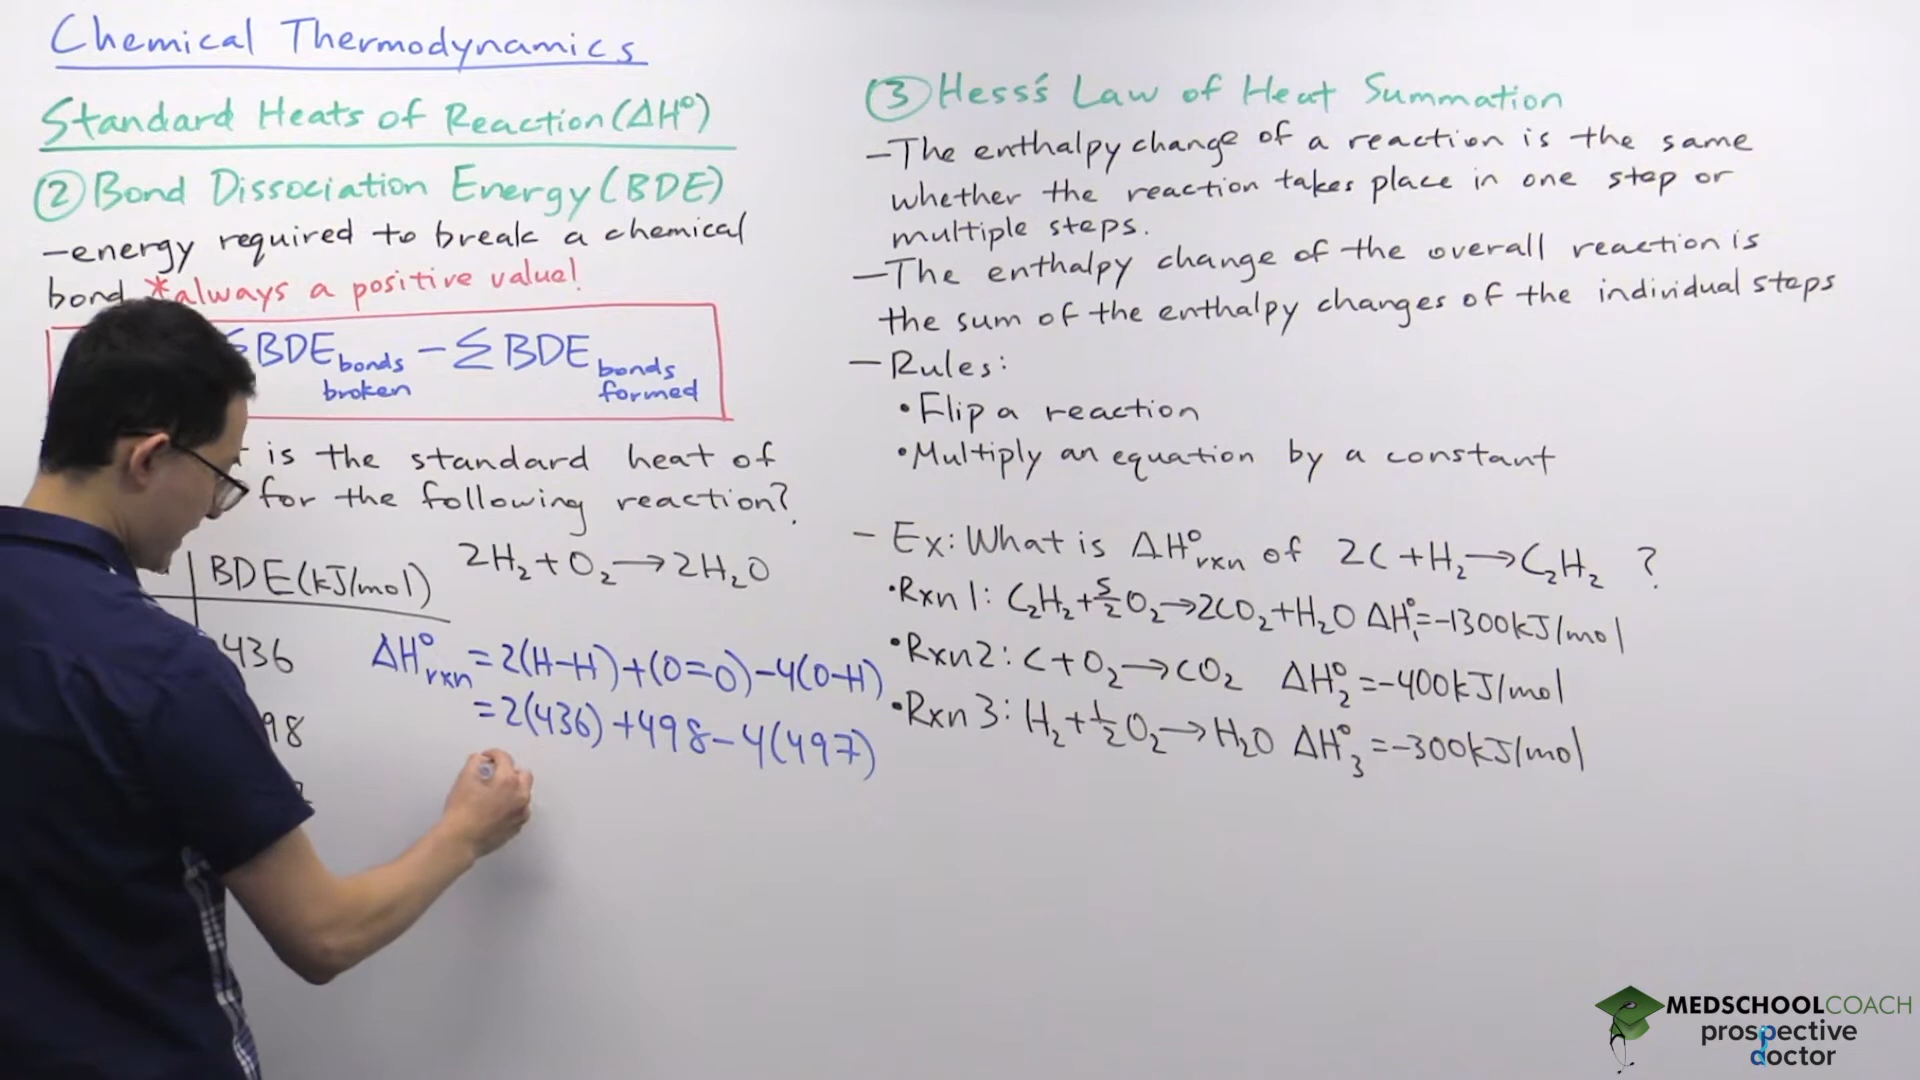 Chemical Thermodynamics
Standard Heats of Reaction (ΔH°)
② Bond Dissociation Energy (BDE)
- energy required to break a chemical
bond *always a positive value!
ΣBDE bonds broken - ΣBDE bonds formed
is the standard heat of
for the following reaction?
BDE (kJ/mol)
2H₂ + O₂ → 2H₂O
436
ΔH°rxn = 2(H-H) + (O=O) - 4(O-H)
= 2(436) + 498 - 4(497)
98
③ Hess's Law of Heat Summation
- The enthalpy change of a reaction is the same
whether the reaction takes place in one step or
multiple steps.
- The enthalpy change of the overall reaction is
the sum of the enthalpy changes of the individual steps
- Rules:
• Flip a reaction
• Multiply an equation by a constant
- Ex: What is ΔH°rxn of 2C + H₂ → C₂H₂ ?
• Rxn 1: C₂H₂ + 5/2 O₂ → 2CO₂ + H₂O ΔH°₁ = -1300kJ/mol
• Rxn 2: C + O₂ → CO₂ ΔH°₂ = -400kJ/mol
• Rxn 3: H₂ + 1/2 O₂ → H₂O ΔH°₃ = -300kJ/mol
MEDSCHOOLCOACH
prospective
doctor